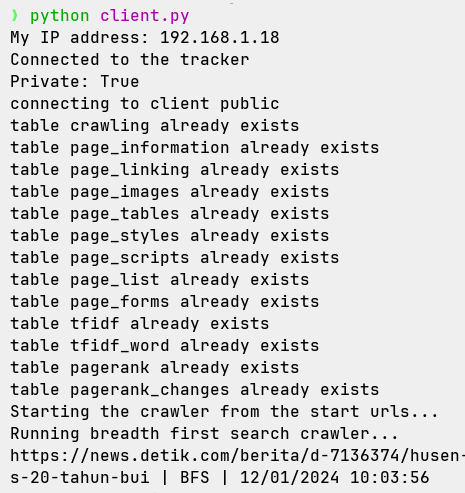 ❯ python client.py
My IP address: 192.168.1.18
Connected to the tracker
Private: True
connecting to client public
table crawling already exists
table page_information already exists
table page_linking already exists
table page_images already exists
table page_tables already exists
table page_styles already exists
table page_scripts already exists
table page_list already exists
table page_forms already exists
table tfidf already exists
table tfidf_word already exists
table pagerank already exists
table pagerank_changes already exists
Starting the crawler from the start urls...
Running breadth first search crawler...
https://news.detik.com/berita/d-7136374/husen-
s-20-tahun-bui | BFS | 12/01/2024 10:03:56